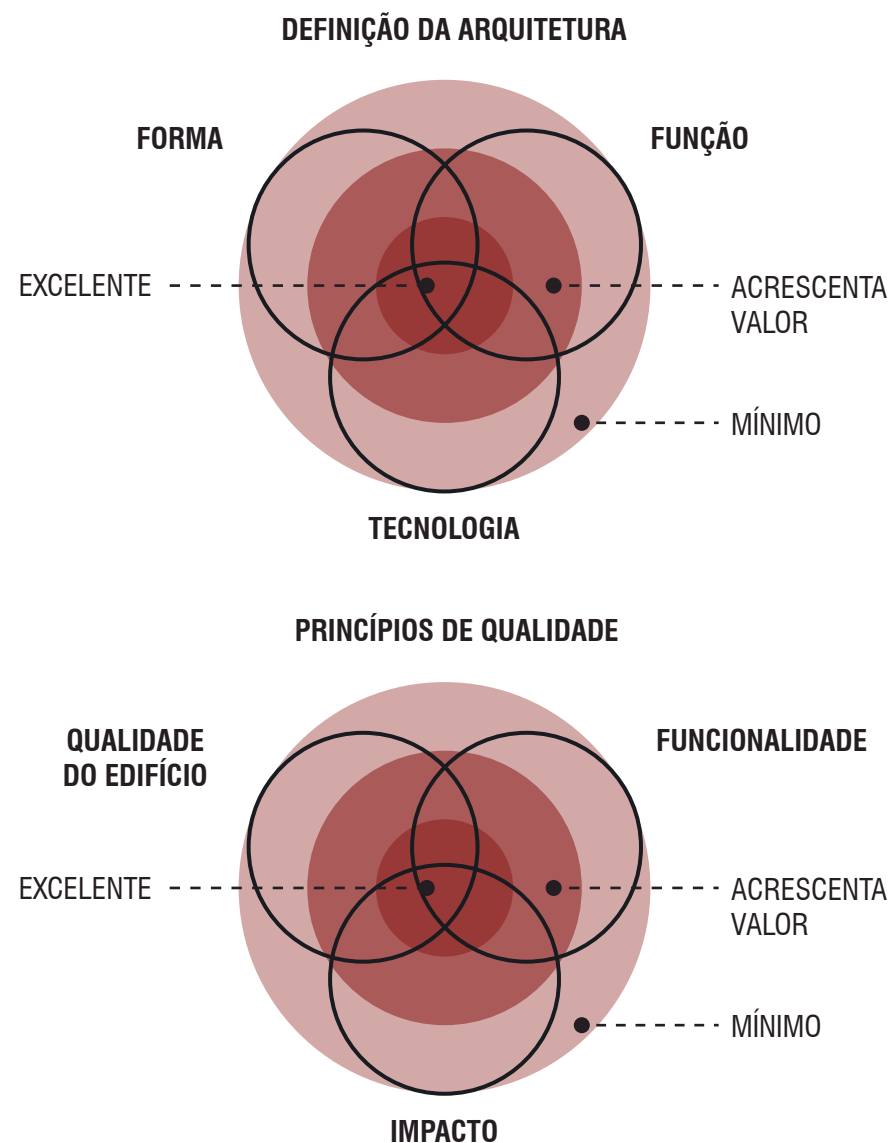 DEFINIÇÃO DA ARQUITETURA
FORMA
FUNÇÃO
EXCELENTE
ACRESCENTA
VALOR
MÍNIMO
TECNOLOGIA
PRINCÍPIOS DE QUALIDADE
QUALIDADE
DO EDIFÍCIO
FUNCIONALIDADE
EXCELENTE
ACRESCENTA
VALOR
MÍNIMO
IMPACTO